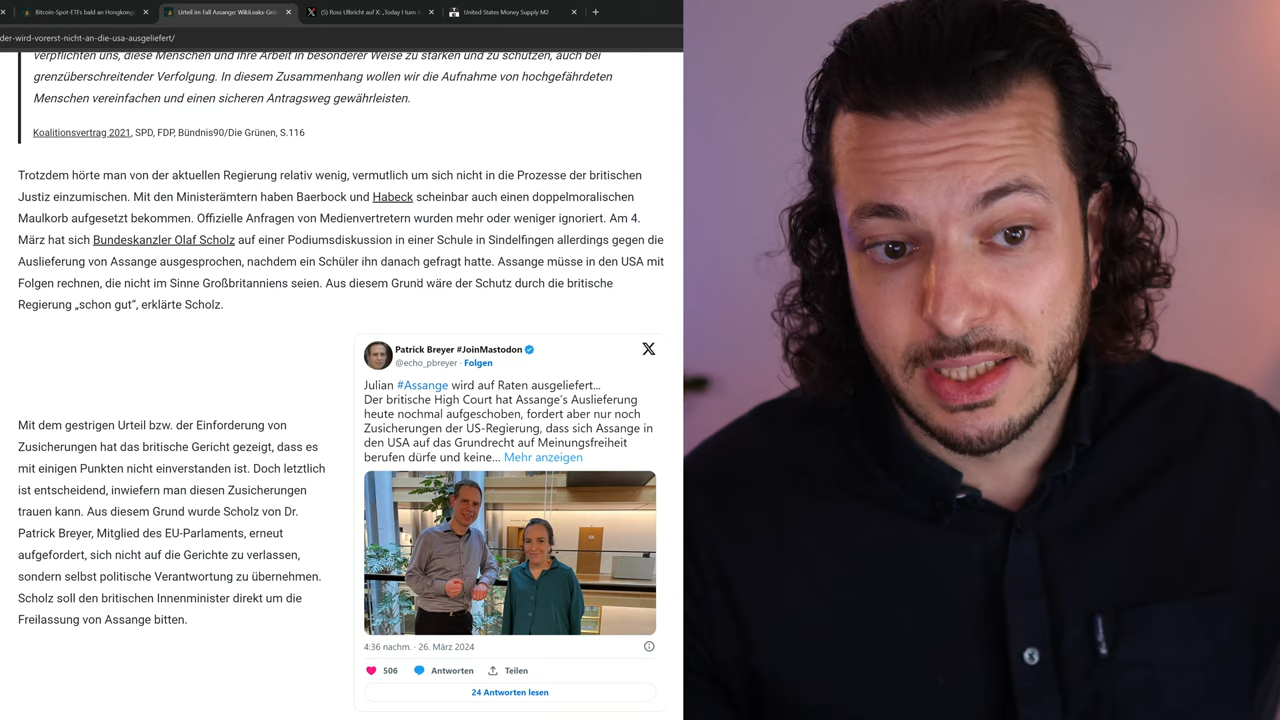 Bitcoin-Spot-ETFs bald an Hongkong
Urteil im Fall Assange: WikiLeaks-Grü
(5) Ross Ulbricht auf X: „Today I turn
United States Money Supply M2
der-wird-vorerst-nicht-an-die-usa-ausgeliefert/
verpflichten uns, diese Menschen und ihre Arbeit in besonderer Weise zu stärken und zu schützen, auch bei
grenzüberschreitender Verfolgung. In diesem Zusammenhang wollen wir die Aufnahme von hochgefährdeten
Menschen vereinfachen und einen sicheren Antragsweg gewährleisten.
Koalitionsvertrag 2021, SPD, FDP, Bündnis90/Die Grünen, S.116
Trotzdem hörte man von der aktuellen Regierung relativ wenig, vermutlich um sich nicht in die Prozesse der britischen
Justiz einzumischen. Mit den Ministerämtern haben Baerbock und Habeck scheinbar auch einen doppelmoralischen
Maulkorb aufgesetzt bekommen. Offizielle Anfragen von Medienvertretern wurden mehr oder weniger ignoriert. Am 4.
März hat sich Bundeskanzler Olaf Scholz auf einer Podiumsdiskussion in einer Schule in Sindelfingen allerdings gegen die
Auslieferung von Assange ausgesprochen, nachdem ein Schüler ihn danach gefragt hatte. Assange müsse in den USA mit
Folgen rechnen, die nicht im Sinne Großbritanniens seien. Aus diesem Grund wäre der Schutz durch die britische
Regierung „schon gut“, erklärte Scholz.
Mit dem gestrigen Urteil bzw. der Einforderung von
Zusicherungen hat das britische Gericht gezeigt, dass es
mit einigen Punkten nicht einverstanden ist. Doch letztlich
ist entscheidend, inwiefern man diesen Zusicherungen
trauen kann. Aus diesem Grund wurde Scholz von Dr.
Patrick Breyer, Mitglied des EU-Parlaments, erneut
aufgefordert, sich nicht auf die Gerichte zu verlassen,
sondern selbst politische Verantwortung zu übernehmen.
Scholz soll den britischen Innenminister direkt um die
Freilassung von Assange bitten.
Patrick Breyer #JoinMastodon
@echo_pbreyer · Folgen
Julian #Assange wird auf Raten ausgeliefert...
Der britische High Court hat Assange's Auslieferung
heute nochmal aufgeschoben, fordert aber nur noch
Zusicherungen der US-Regierung, dass sich Assange in
den USA auf das Grundrecht auf Meinungsfreiheit
berufen dürfe und keine... Mehr anzeigen
4:36 nachm. · 26. März 2024
506 Antworten Teilen
24 Antworten lesen